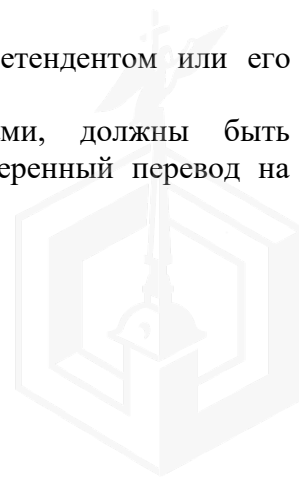 етендентом или его
ми, должны быть
еренный перевод на